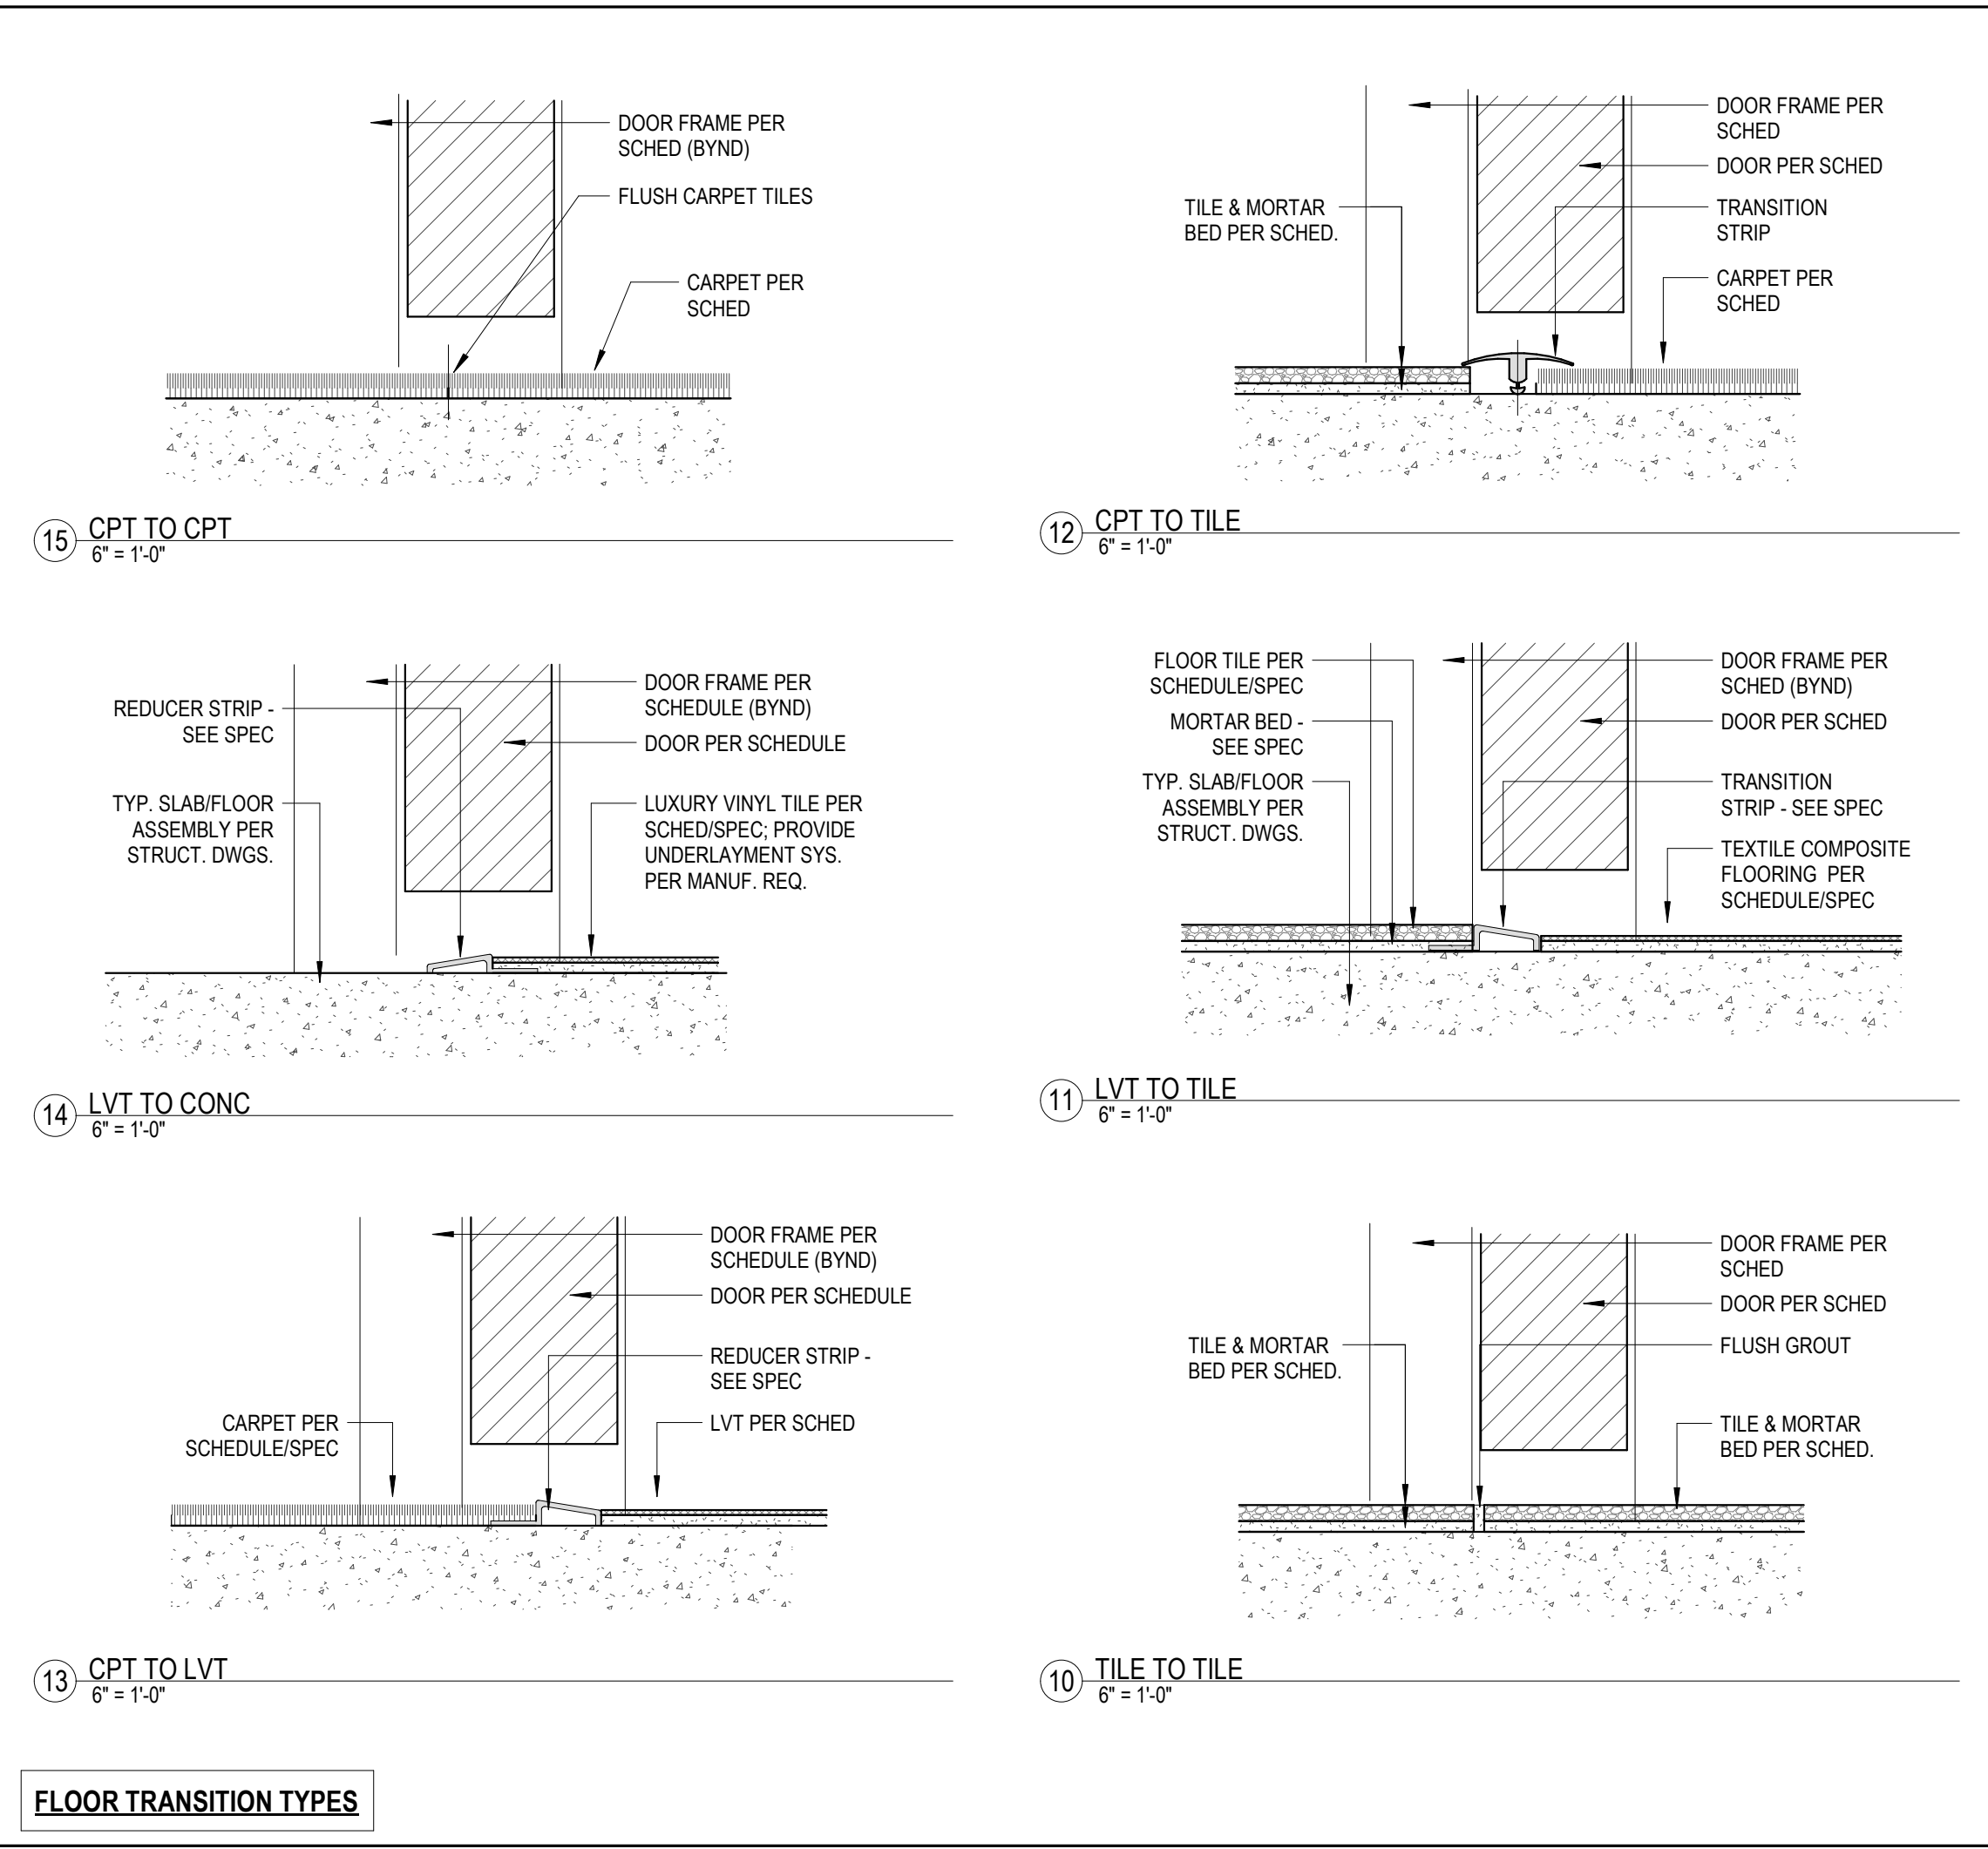 DOOR FRAME PER
SCHED (BYND)
FLUSH CARPET TILES
CARPET PER
SCHED
15
CPT TO CPT
6" = 1'-0"
DOOR FRAME PER
SCHED
DOOR PER SCHED
TILE & MORTAR
BED PER SCHED.
TRANSITION
STRIP
CARPET PER
SCHED
12
CPT TO TILE
6" = 1'-0"
REDUCER STRIP -
SEE SPEC
TYP. SLAB/FLOOR
ASSEMBLY PER
STRUCT. DWGS.
DOOR FRAME PER
SCHEDULE (BYND)
DOOR PER SCHEDULE
LUXURY VINYL TILE PER
SCHED/SPEC; PROVIDE
UNDERLAYMENT SYS.
PER MANUF. REQ.
14
LVT TO CONC
6" = 1'-0"
FLOOR TILE PER
SCHEDULE/SPEC
MORTAR BED -
SEE SPEC
TYP. SLAB/FLOOR
ASSEMBLY PER
STRUCT. DWGS.
DOOR FRAME PER
SCHED (BYND)
DOOR PER SCHED
TRANSITION
STRIP - SEE SPEC
TEXTILE COMPOSITE
FLOORING PER
SCHEDULE/SPEC
11
LVT TO TILE
6" = 1'-0"
CARPET PER
SCHEDULE/SPEC
DOOR FRAME PER
SCHEDULE (BYND)
DOOR PER SCHEDULE
REDUCER STRIP -
SEE SPEC
LVT PER SCHED
13
CPT TO LVT
6" = 1'-0"
TILE & MORTAR
BED PER SCHED.
DOOR FRAME PER
SCHED
DOOR PER SCHED
FLUSH GROUT
TILE & MORTAR
BED PER SCHED.
10
TILE TO TILE
6" = 1'-0"
FLOOR TRANSITION TYPES